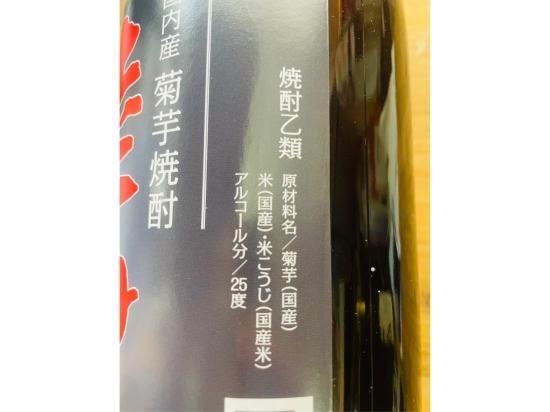 焼酎乙類
原材料名／菊芋(国産)
米(国産)・米こうじ(国産米)
アルコール分／25度
国内産 菊芋焼酎